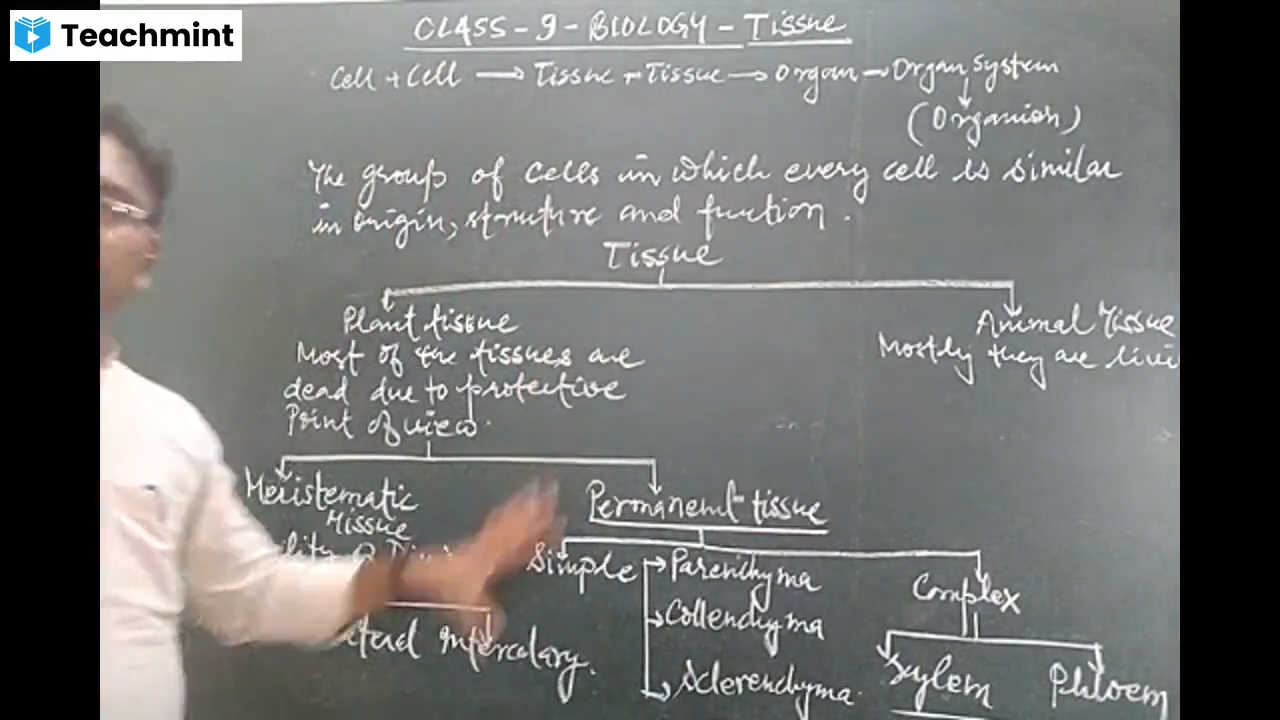 Teachmint
CLASS-9-BIOLOGY-Tissue
Cell + Cell → Tissue + Tissue → Organ → Organ System
(Organism)
The group of cells in which every cell is similar
in origin, structure and function.
Tissue
Plant tissue
Animal Tissue
Most of the tissues are
Mostly they are
dead due to protective
Point of view.
Meristematic
Tissue
Permanent tissue
Simple
Parenchyma
Collenchyma
Sclerenchyma
Complex
Xylem
Phloem
Intercalary.